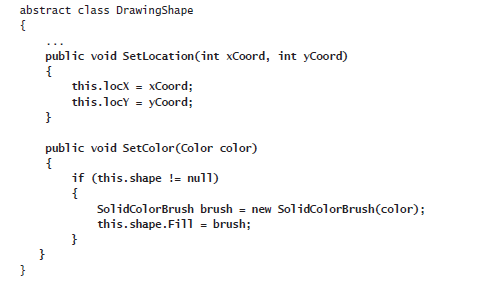 abstract class DrawingShape
{
...
public void SetLocation(int xCoord, int yCoord)
{
this.locX = xCoord;
this.locY = yCoord;
}
public void SetColor(Color color)
{
if (this.shape != null)
{
SolidColorBrush brush = new SolidColorBrush(color);
this.shape.Fill = brush;
}
}
}